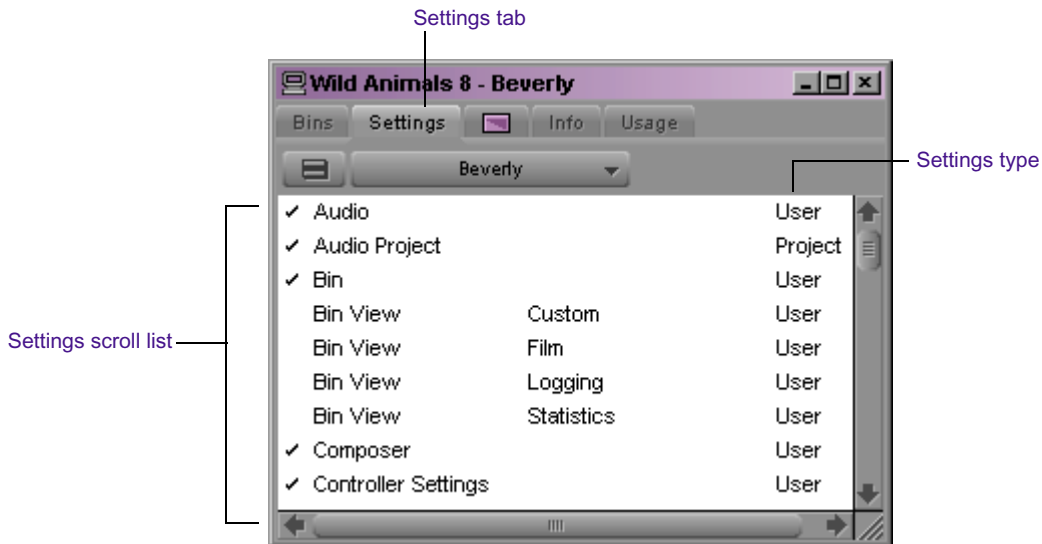 Settings tab
Wild Animals 8 - Beverly
Bins Settings Info Usage
Beverly
Settings type
✓ Audio User
✓ Audio Project Project
✓ Bin User
Bin View Custom User
Bin View Film User
Bin View Logging User
Bin View Statistics User
✓ Composer User
✓ Controller Settings User
Settings scroll list